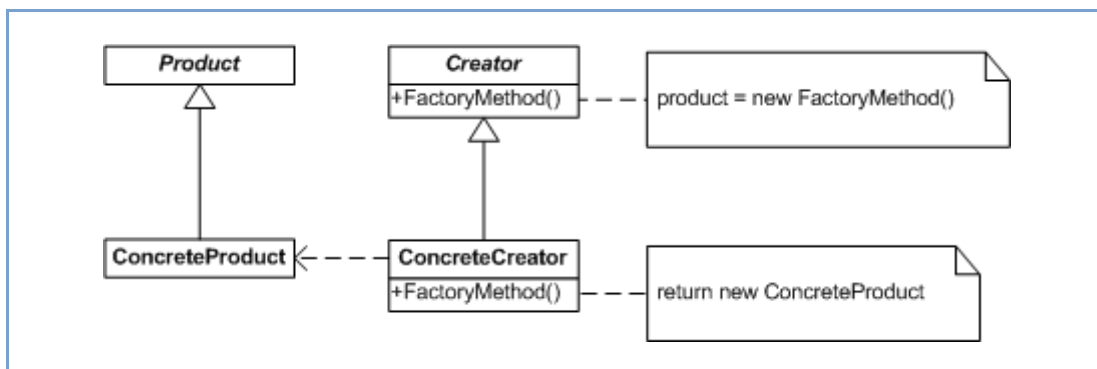 Product
Creator
+FactoryMethod()
product = new FactoryMethod()
ConcreteProduct
ConcreteCreator
+FactoryMethod()
return new ConcreteProduct